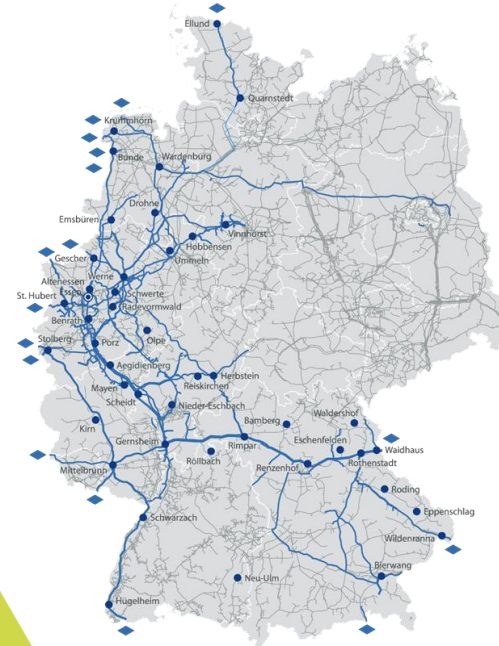 Ellund
Quarnstedt
Krummhörn
Bunde
Wardenburg
Drohne
Emsbüren
Vinnhorst
Hobbensen
Ummeln
Gescher
Werne
Altenessen
Essen
St. Hubert
Schwerte
Radevormwald
Benrath
Stolberg
Porz
Olpe
Aegidienberg
Herbstein
Reiskirchen
Mayen
Scheidt
Nieder-Eschbach
Waldershof
Bamberg
Kirn
Gernsheim
Eschenfelden
Waidhaus
Rimpar
Rothenstadt
Röllbach
Renzenhof
Mittelbrunn
Roding
Eppenschlag
Schwarzach
Wildenranna
Bierwang
Neu-Ulm
Hügelheim